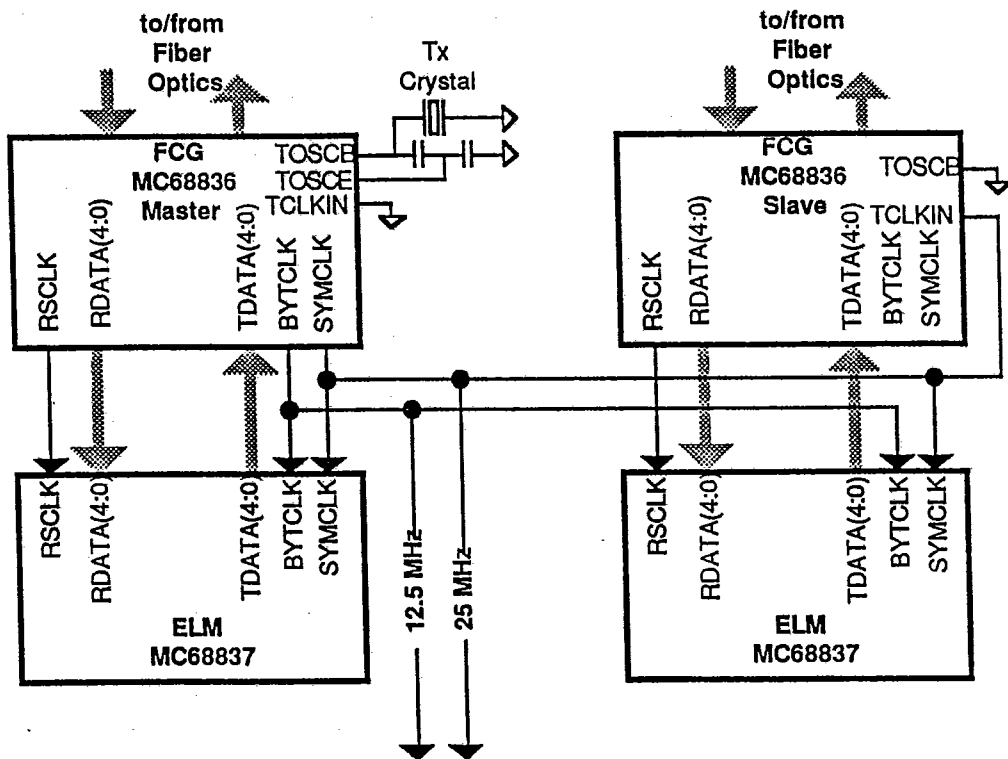 to/from
Fiber
Optics
Tx
Crystal
FCG
MC68836
Master
TOSCB
TOSCE
TCLKIN
RSCLK
RDATA(4:0)
TDATA(4:0)
BYTCLK
SYMCLK
RSCLK
RDATA(4:0)
TDATA(4:0)
BYTCLK
SYMCLK
ELM
MC68837
12.5 MHz
25 MHz
to/from
Fiber
Optics
FCG
MC68836
Slave
TOSCB
TCLKIN
RSCLK
RDATA(4:0)
TDATA(4:0)
BYTCLK
SYMCLK
RSCLK
RDATA(4:0)
TDATA(4:0)
BYTCLK
SYMCLK
ELM
MC68837